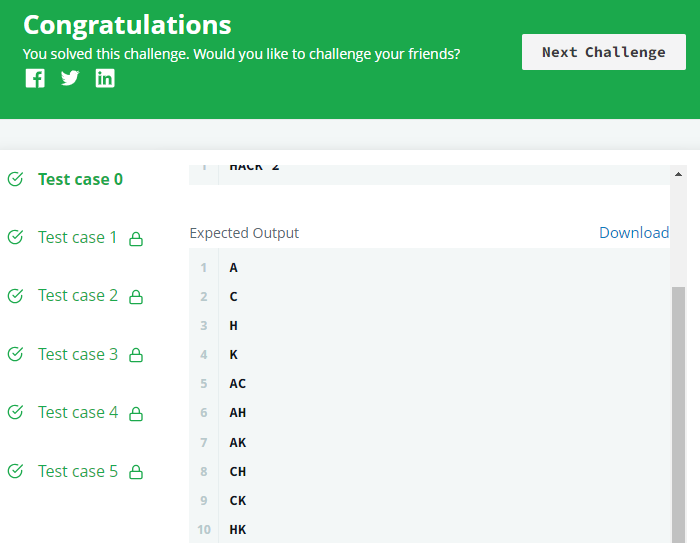 Congratulations
You solved this challenge. Would you like to challenge your friends?
Next Challenge
Test case 0
Test case 1
Test case 2
Test case 3
Test case 4
Test case 5
1 HACK 2
Expected Output
Download
1 A
2 C
3 H
4 K
5 AC
6 AH
7 AK
8 CH
9 CK
10 HK